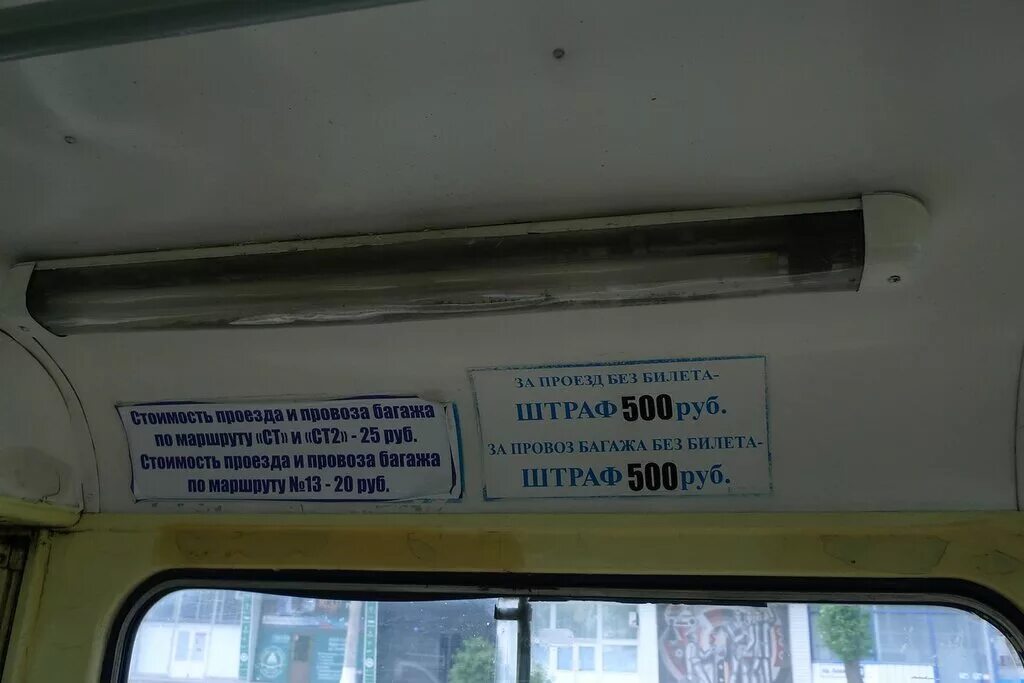 Стоимость проезда и провоза багажа
по маршруту «СТ» и «СТ2» - 25 руб.
Стоимость проезда и провоза багажа
по маршруту №13 - 20 руб.
ЗА ПРОЕЗД БЕЗ БИЛЕТА-
ШТРАФ 500 руб.
ЗА ПРОВОЗ БАГАЖА БЕЗ БИЛЕТА-
ШТРАФ 500 руб.